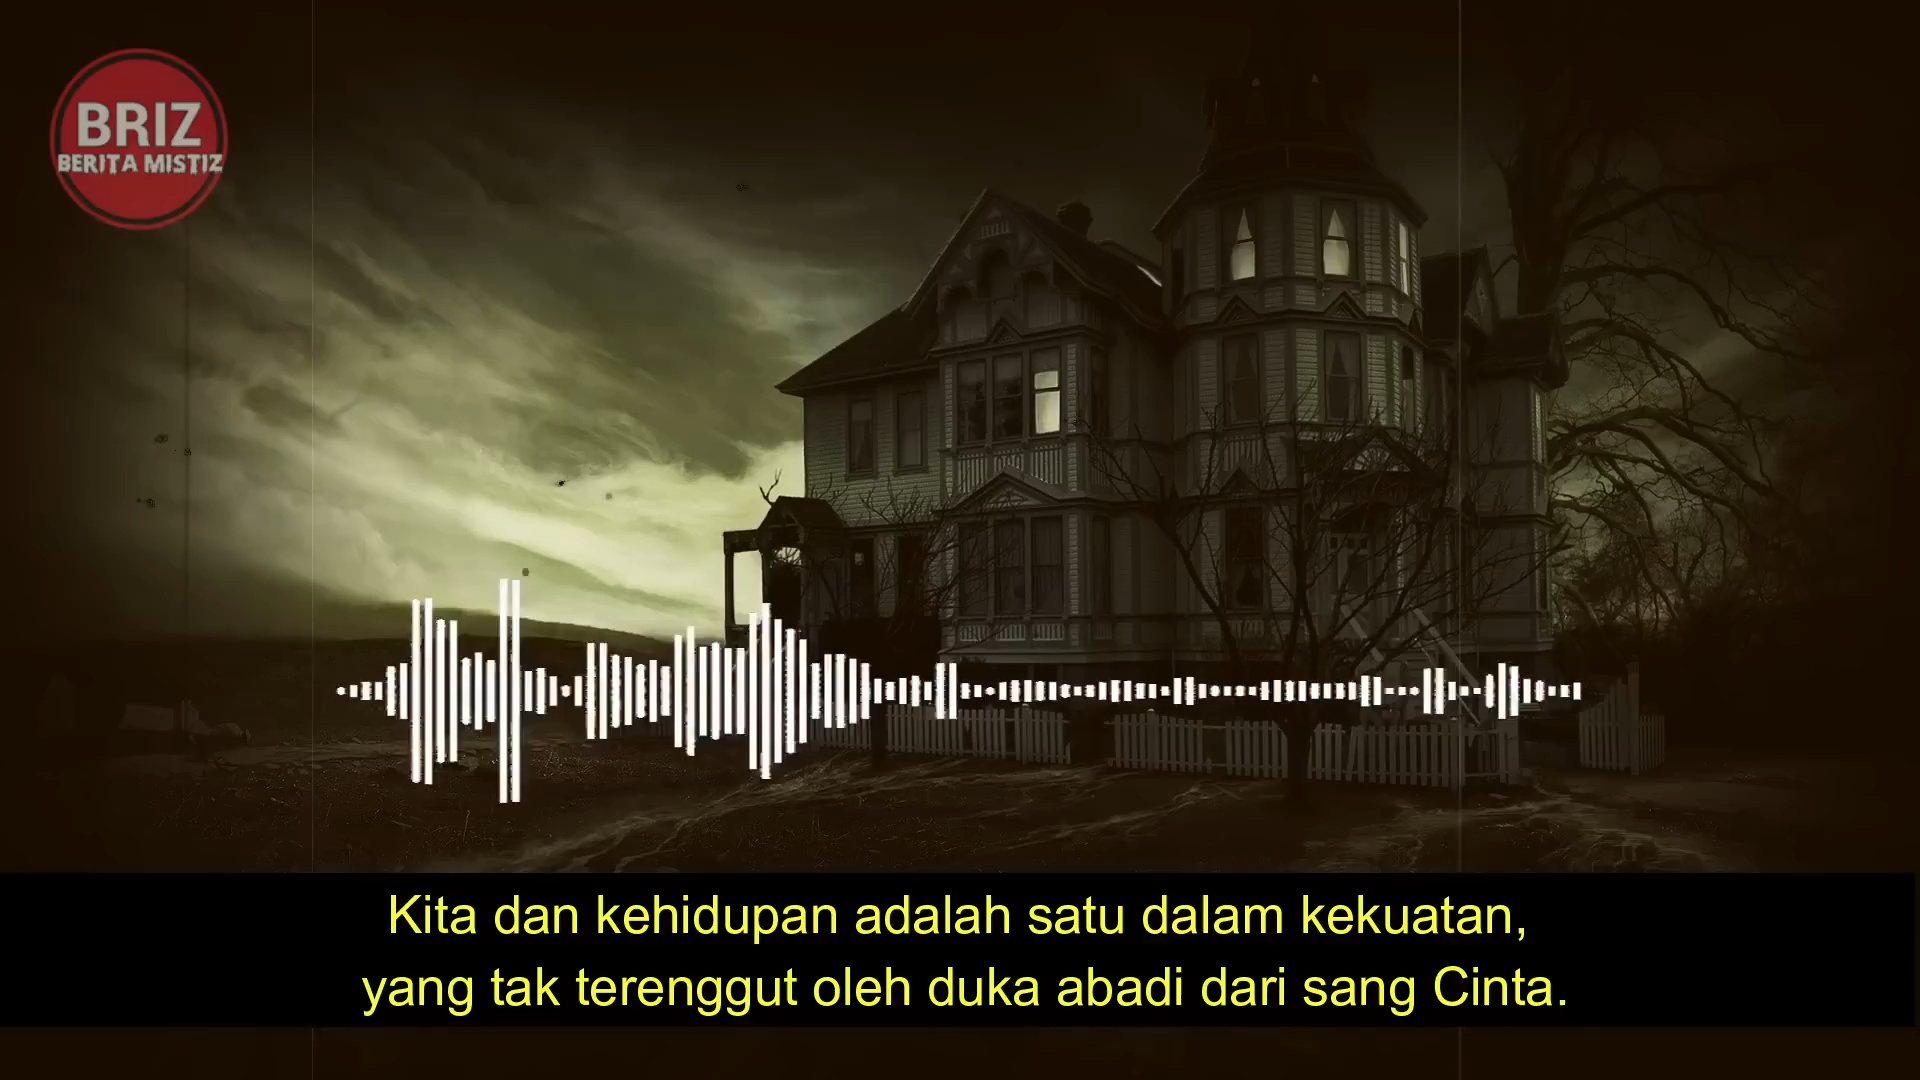 BRIZ
BERITA MISTIZ
Kita dan kehidupan adalah satu dalam kekuatan,
yang tak terenggut oleh duka abadi dari sang Cinta.